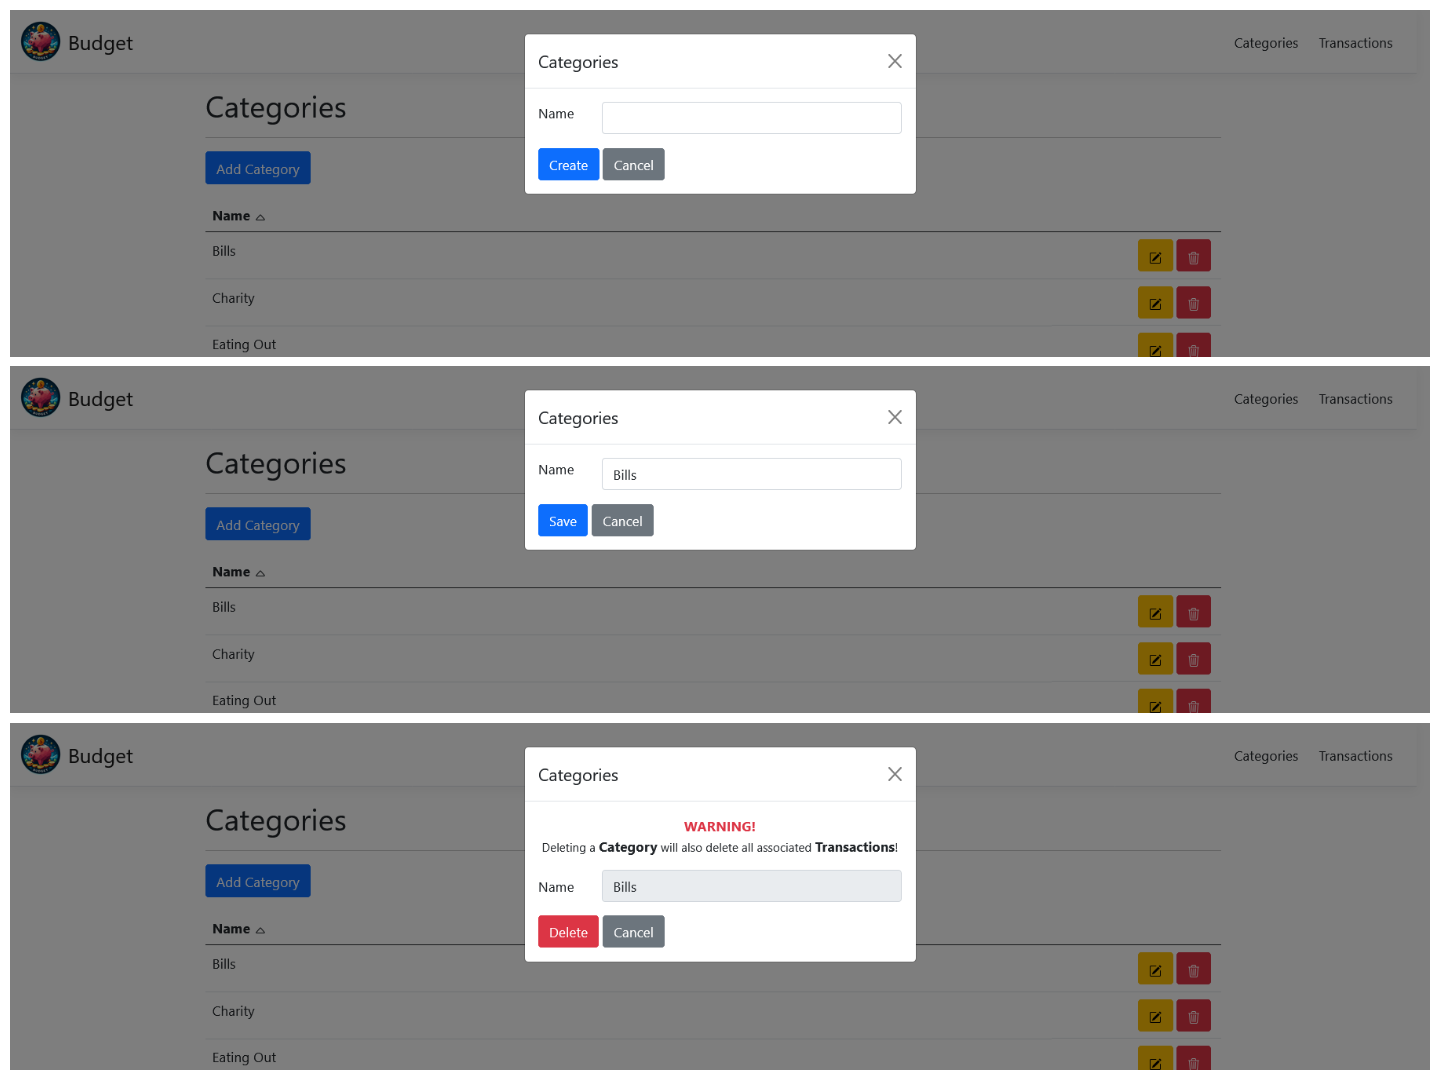 Budget
Categories Transactions
Categories
Name
Create Cancel
Categories
Add Category
Name
Bills
Charity
Eating Out
Budget
Categories Transactions
Categories
Name Bills
Save Cancel
Categories
Add Category
Name
Bills
Charity
Eating Out
Budget
Categories Transactions
Categories
WARNING!
Deleting a Category will also delete all associated Transactions!
Name Bills
Delete Cancel
Categories
Add Category
Name
Bills
Charity
Eating Out